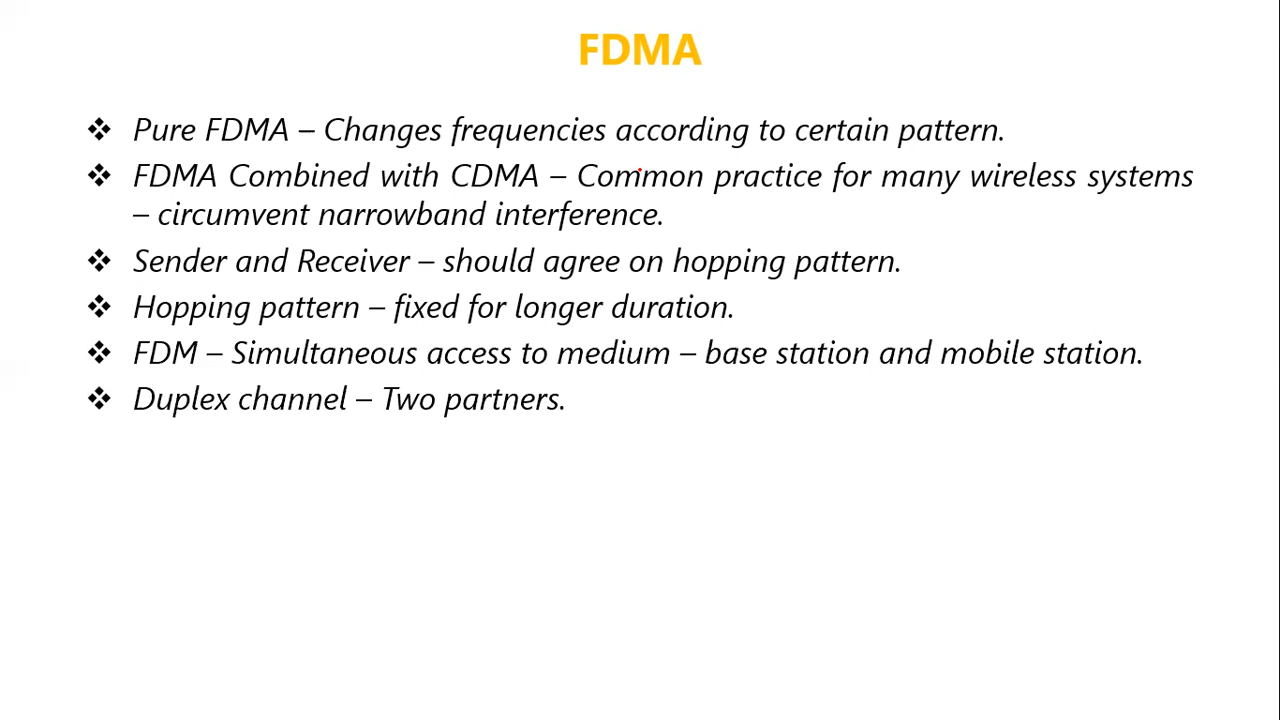 FDMA
❖ Pure FDMA – Changes frequencies according to certain pattern.
❖ FDMA Combined with CDMA – Common practice for many wireless systems
– circumvent narrowband interference.
❖ Sender and Receiver – should agree on hopping pattern.
❖ Hopping pattern – fixed for longer duration.
❖ FDM – Simultaneous access to medium – base station and mobile station.
❖ Duplex channel – Two partners.